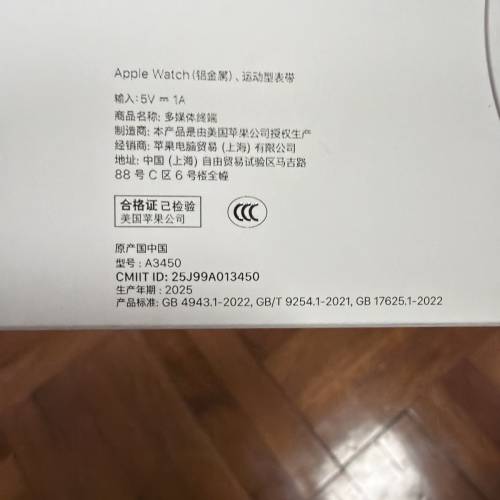 Apple Watch (铝金属)、运动型表带
输入: 5V ⎓ 1A
商品名称: 多媒体终端
制造商: 本产品是由美国苹果公司授权生产
经销商: 苹果电脑贸易 (上海) 有限公司
地址: 中国 (上海) 自由贸易试验区马吉路
88 号 C 区 6 号楼全幢
合格证 已检验
美国苹果公司
CCC
原产国中国
型号: A3450
CMIIT ID: 25J99A013450
生产年期: 2025
产品标准: GB 4943.1-2022, GB/T 9254.1-2021, GB 17625.1-2022